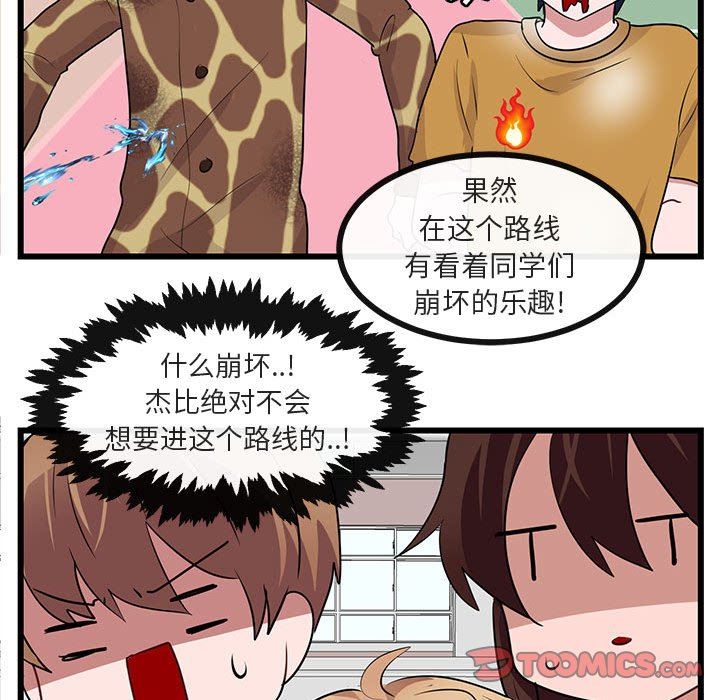 果然
在这个路线
有看着同学们
崩坏的乐趣!
什么崩坏..!
杰比绝对不会
想要进这个路线的..!
TOOMICS.COM